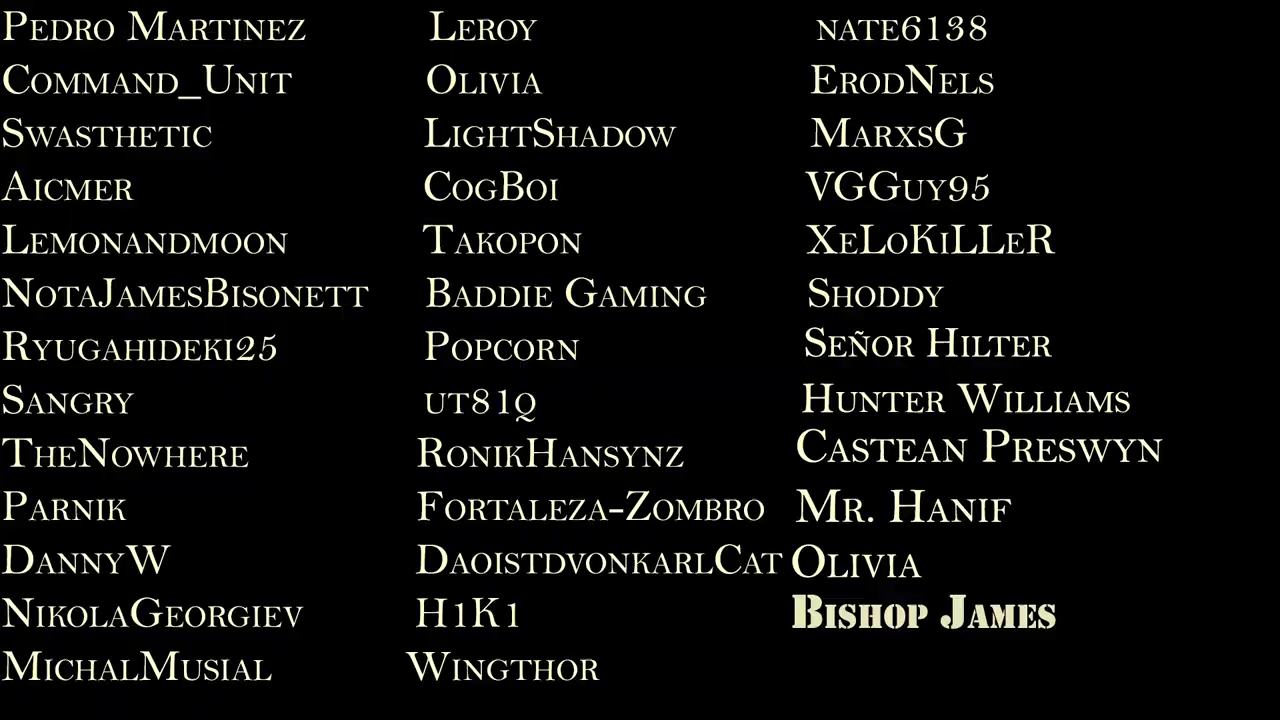 Pedro Martinez
Command_Unit
Swasthetic
Aicmer
Lemonandmoon
NotaJamesBisonett
Ryugahideki25
Sangry
TheNowhere
Parnik
DannyW
NikolaGeorgiev
MichalMusial
Leroy
Olivia
LightShadow
CogBoi
Takopon
Baddie Gaming
Popcorn
ut81q
RonikHansynz
Fortaleza-Zombro
DaoistdvonkarlCat
H1K1
Wingthor
nate6138
ErodNels
MarxsG
VGGuy95
XeLoKiLLeR
Shoddy
Señor Hilter
Hunter Williams
Castean Preswyn
Mr. Hanif
Olivia
Bishop James